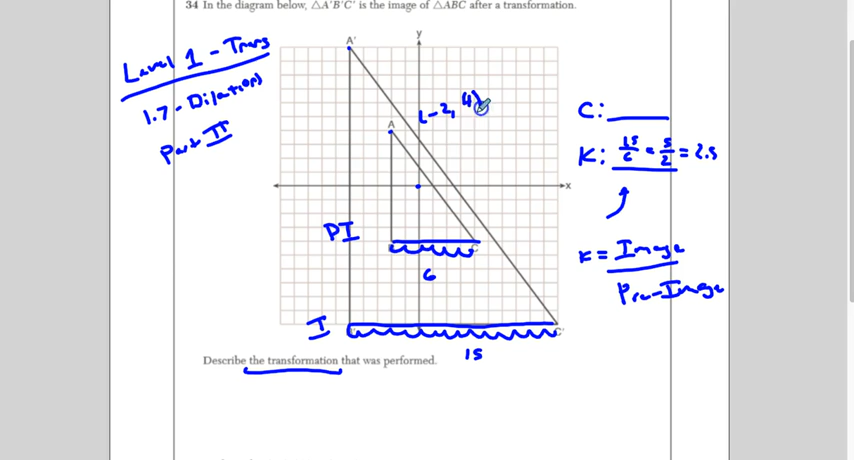 34 In the diagram below, △A'B'C' is the image of △ABC after a transformation.
Level 1 - Trans
1.7 - Dilations
Part II
A'
y
(-2, 4)
A
C: ____
K: 15/6 = 5/2 = 2.5
x
PI
C
6
K = Image
Pre-Image
I
C'
15
Describe the transformation that was performed.